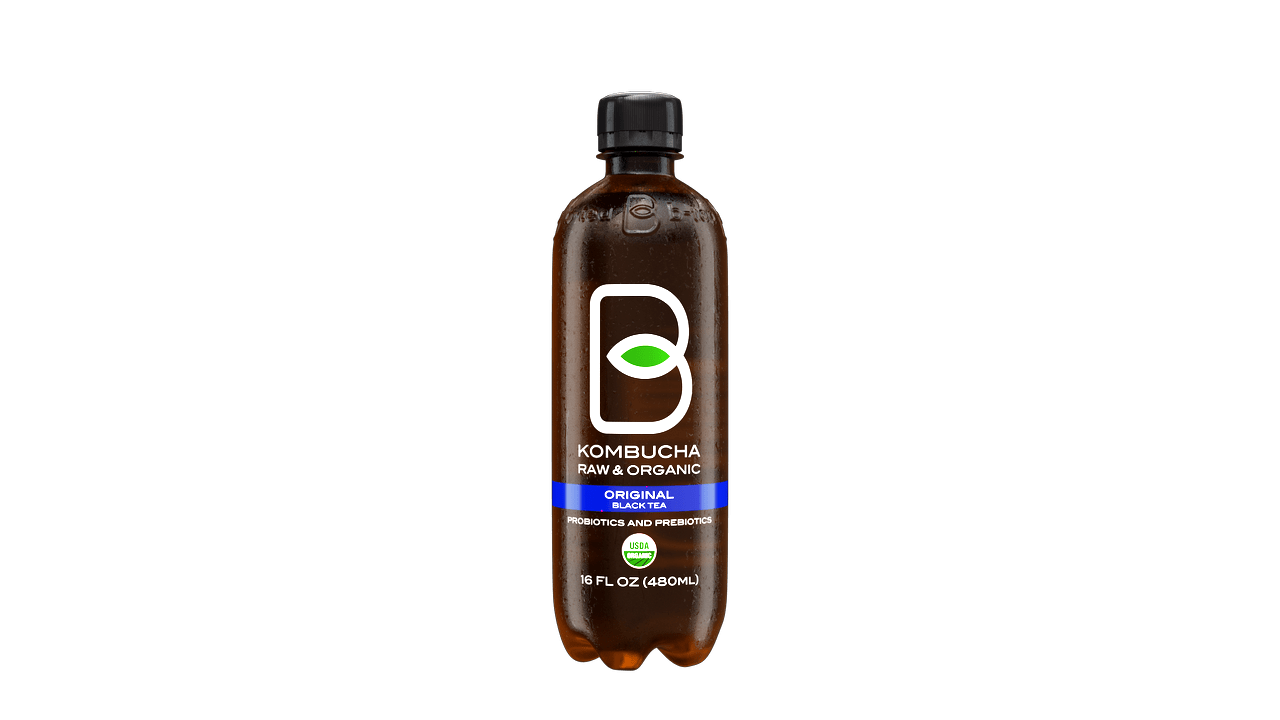 B
KOMBUCHA
RAW & ORGANIC
ORIGINAL
BLACK TEA
PROBIOTICS AND PREBIOTICS
USDA
ORGANIC
16 FL OZ (480ML)